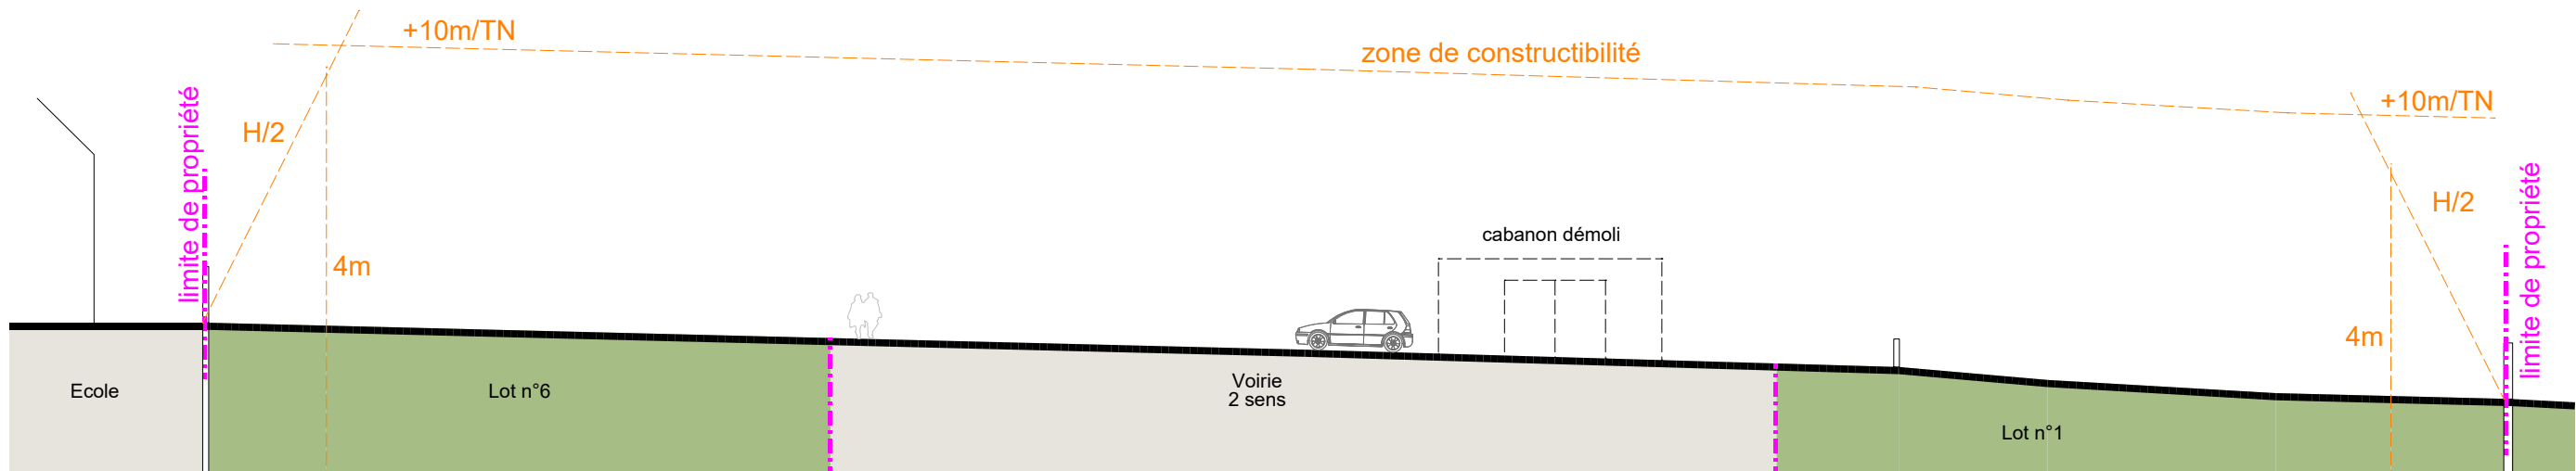 +10m/TN
zone de constructibilité
+10m/TN
limite de propriété
H/2
limite de propriété
H/2
cabanon démoli
4m
4m
Ecole
Lot n°6
Voirie
2 sens
Lot n°1